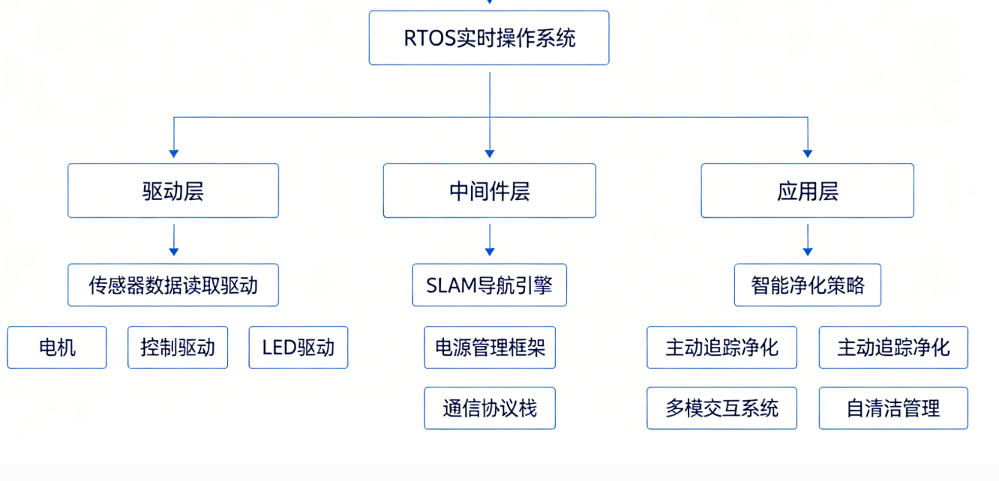 RTOS实时操作系统
驱动层
中间件层
应用层
传感器数据读取驱动
SLAM导航引擎
智能净化策略
电机
控制驱动
LED驱动
电源管理框架
主动追踪净化
主动追踪净化
通信协议栈
多模交互系统
自清洁管理